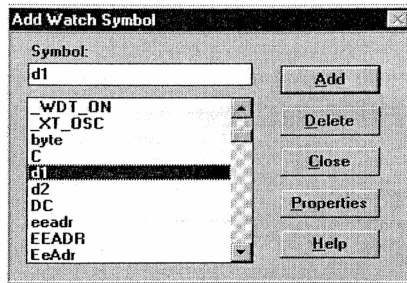 Add Watch Symbol
Symbol:
d1
_WDT_ON
_XT_OSC
byte
C
d1
d2
DC
eeadr
EEADR
EeAdr
Add
Delete
Close
Properties
Help